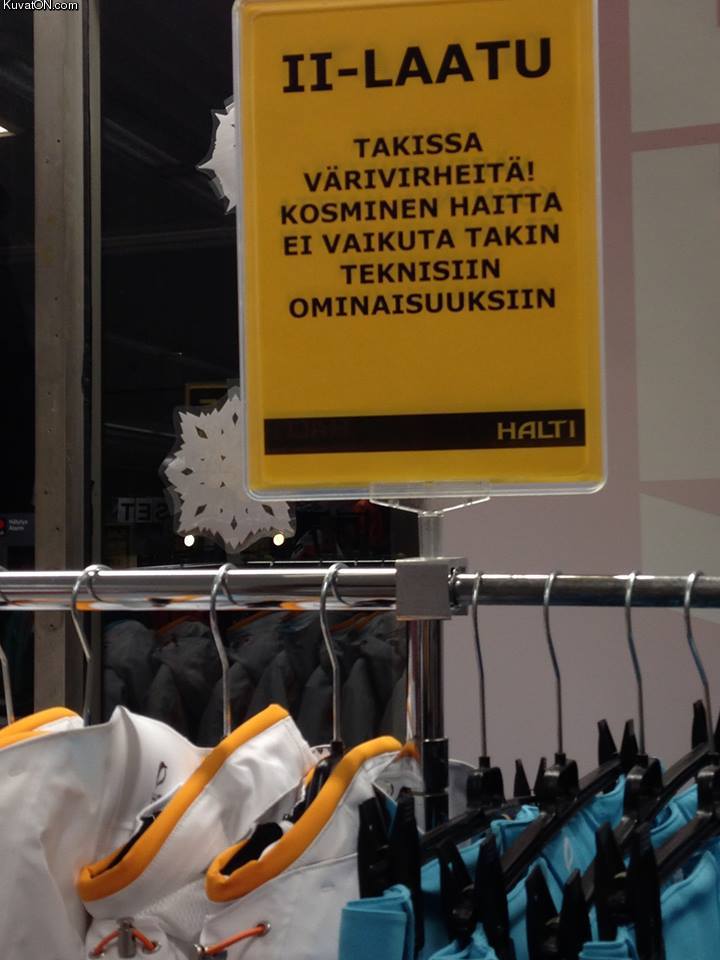 KuvatON.com
II-LAATU
TAKISSA
VÄRIVIRHEITÄ!
KOSMINEN HAITTA
EI VAIKUTA TAKIN
TEKNISIIN
OMINAISUUKSIIN
HALTI